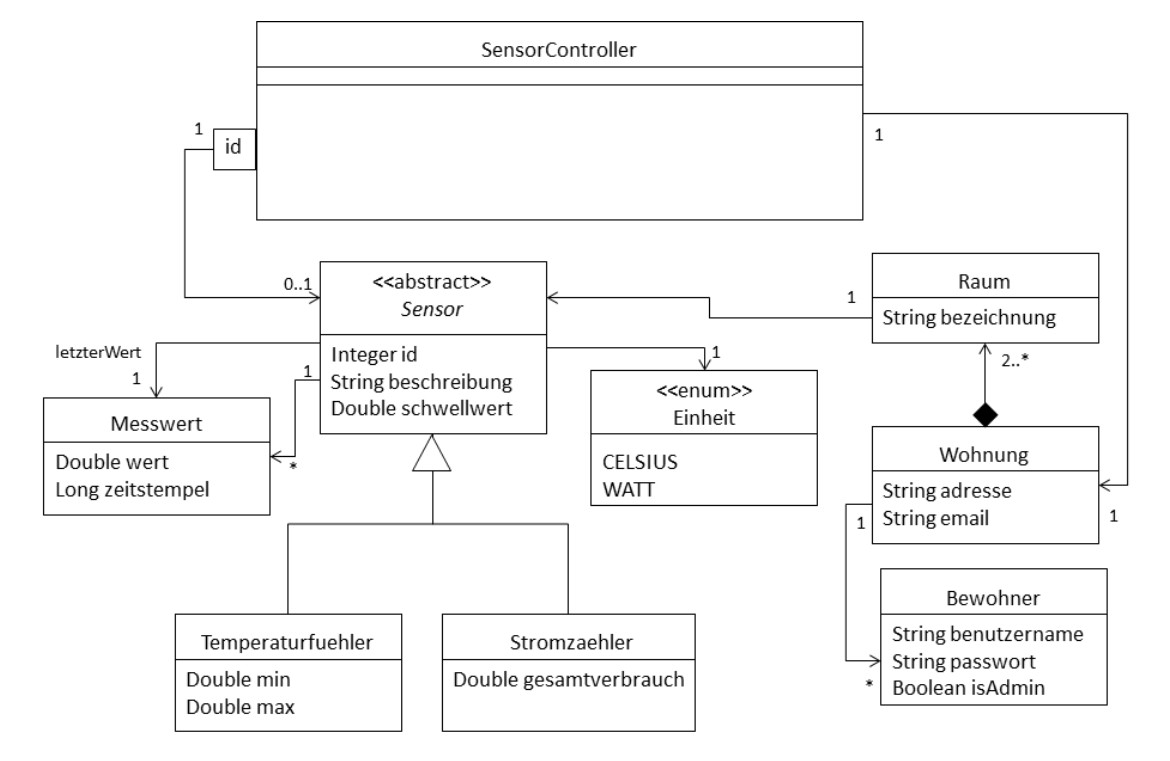 SensorController
1
id
1
0..1
<<abstract>>
Sensor
Integer id
String beschreibung
Double schwellwert
1
Raum
String bezeichnung
letzterWert
1
1
*
1
<<enum>>
Einheit
CELSIUS
WATT
2..*
Messwert
Double wert
Long zeitstempel
Wohnung
String adresse
String email
1
1
Temperaturfuehler
Double min
Double max
Stromzaehler
Double gesamtverbrauch
Bewohner
String benutzername
String passwort
Boolean isAdmin
*